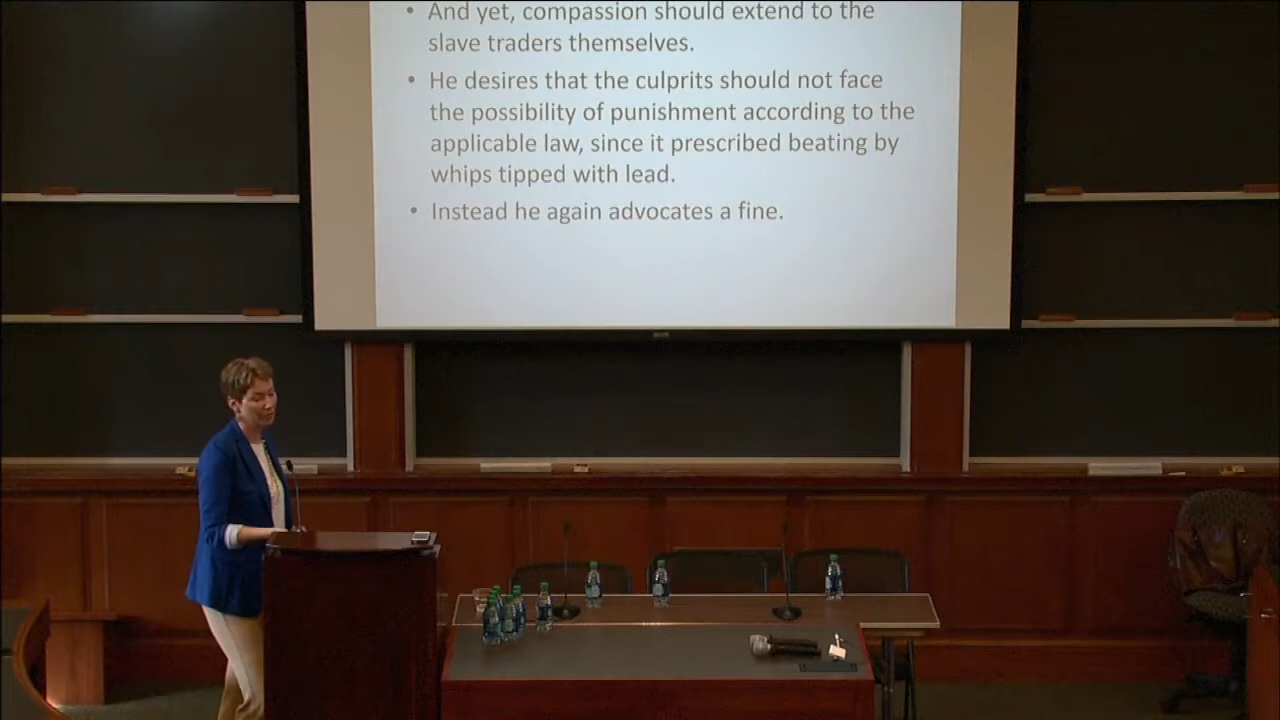 • And yet, compassion should extend to the
slave traders themselves.
• He desires that the culprits should not face
the possibility of punishment according to the
applicable law, since it prescribed beating by
whips tipped with lead.
• Instead he again advocates a fine.